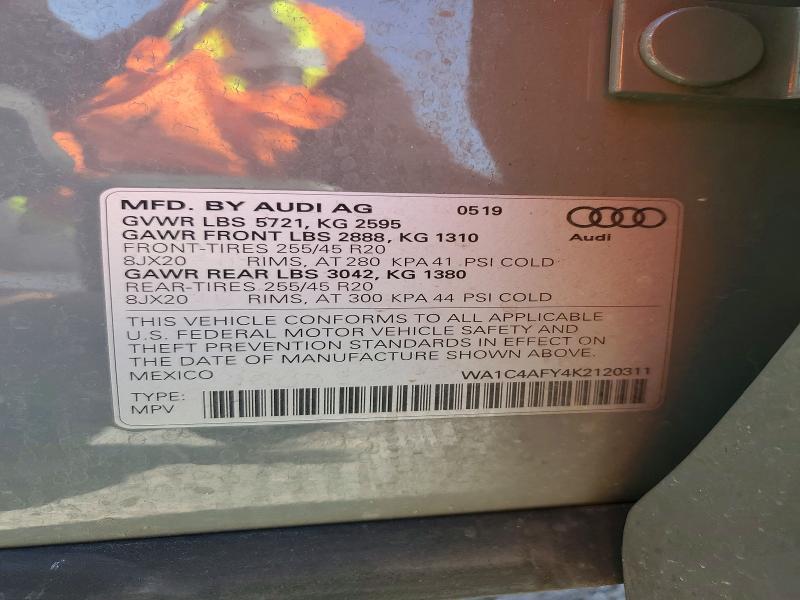 MFD. BY AUDI AG 0519
GVWR LBS 5721, KG 2595
GAWR FRONT LBS 2888, KG 1310
Audi
FRONT-TIRES 255/45 R20
8JX20 RIMS, AT 280 KPA 41 PSI COLD
GAWR REAR LBS 3042, KG 1380
REAR-TIRES 255/45 R20
8JX20 RIMS, AT 300 KPA 44 PSI COLD
THIS VEHICLE CONFORMS TO ALL APPLICABLE
U.S. FEDERAL MOTOR VEHICLE SAFETY AND
THEFT PREVENTION STANDARDS IN EFFECT ON
THE DATE OF MANUFACTURE SHOWN ABOVE.
MEXICO WA1C4AFY4K2120311
TYPE:
MPV